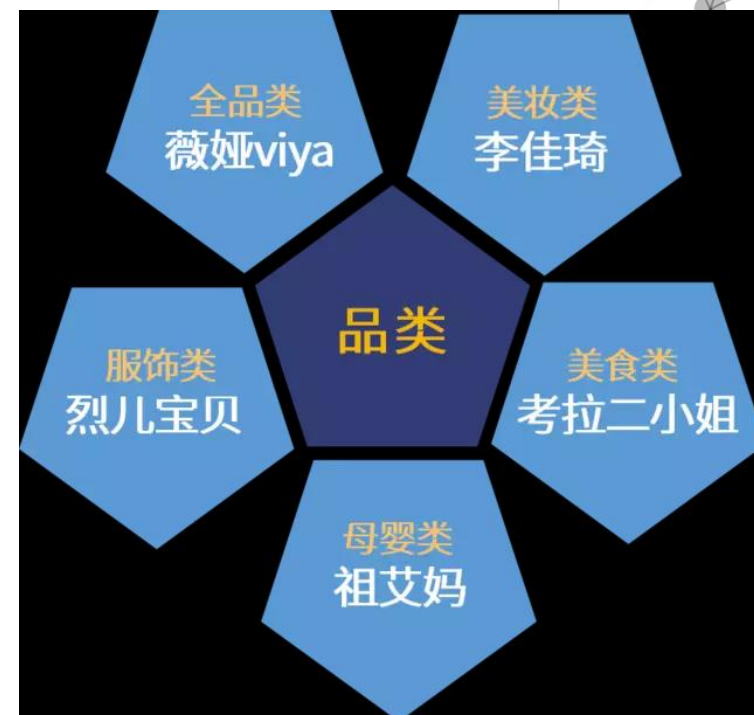 全品类
薇娅viya
美妆类
李佳琦
品类
服饰类
烈儿宝贝
美食类
考拉二小姐
母婴类
祖艾妈